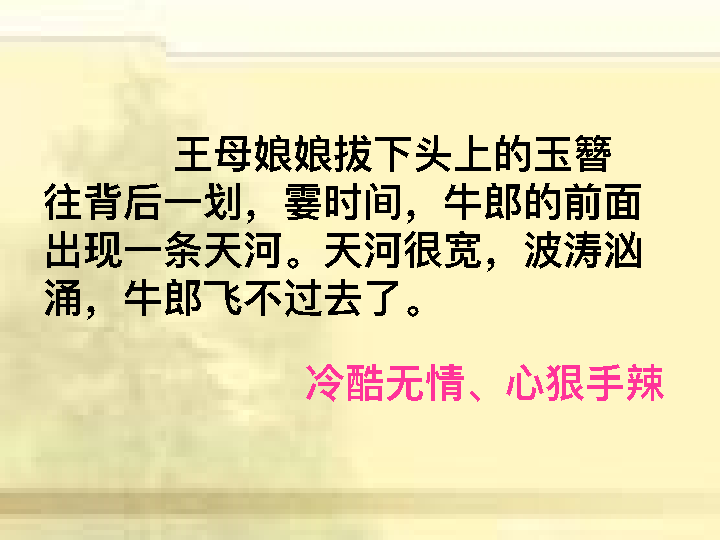 王母娘娘拔下头上的玉簪
往背后一划，霎时间，牛郎的前面
出现一条天河。天河很宽，波涛汹
涌，牛郎飞不过去了。
冷酷无情、心狠手辣